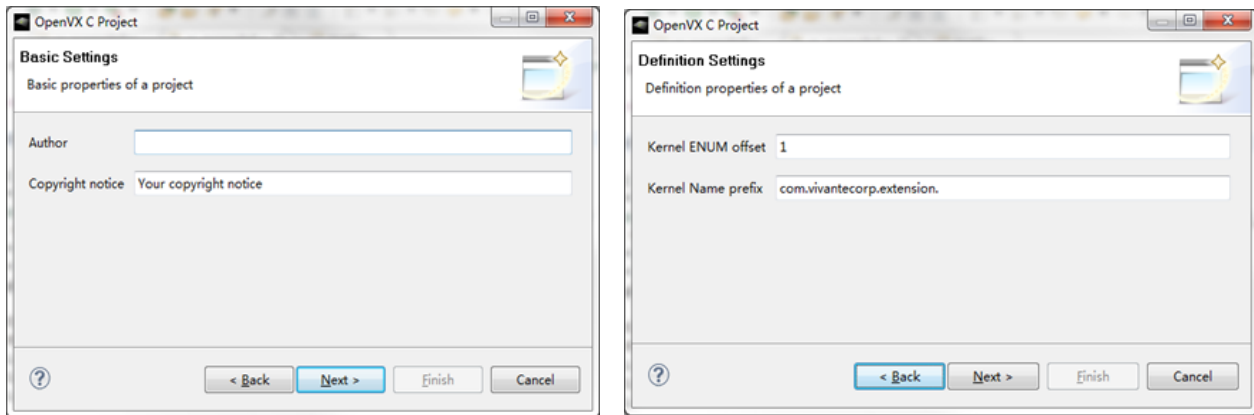 OpenVX C Project
Basic Settings
Basic properties of a project
Author
Copyright notice Your copyright notice
? < Back Next > Finish Cancel
OpenVX C Project
Definition Settings
Definition properties of a project
Kernel ENUM offset 1
Kernel Name prefix com.vivantecorp.extension.
? < Back Next > Finish Cancel